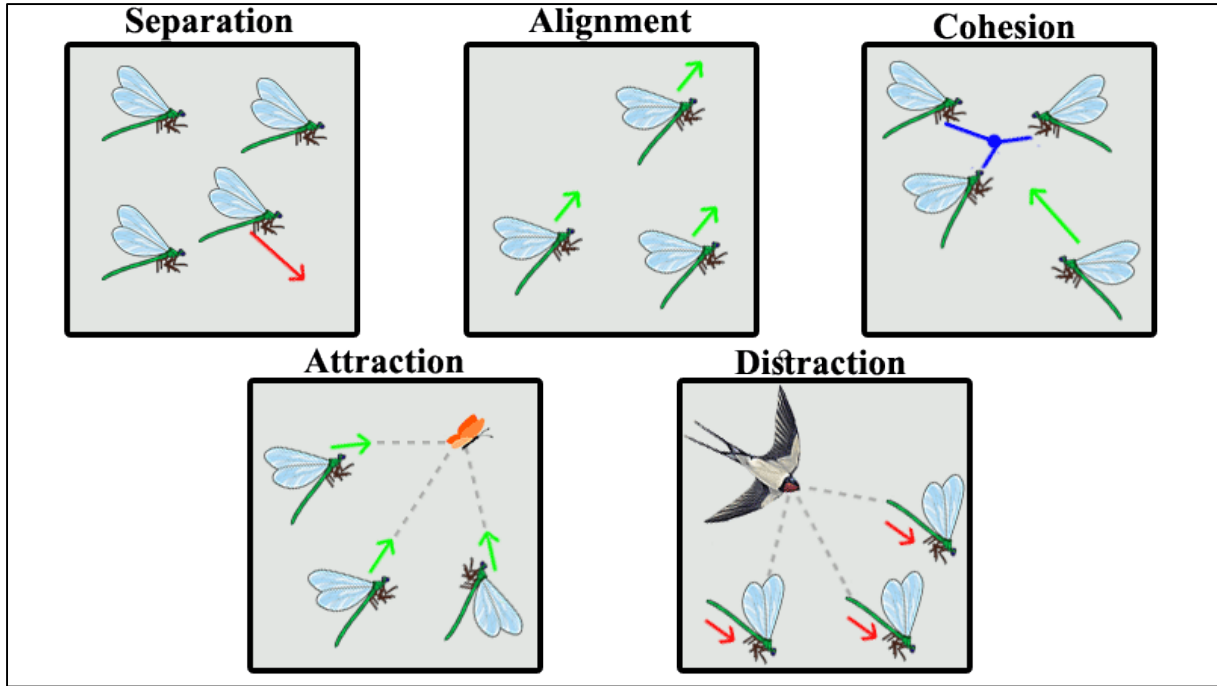 Separation
Alignment
Cohesion
Attraction
Distraction